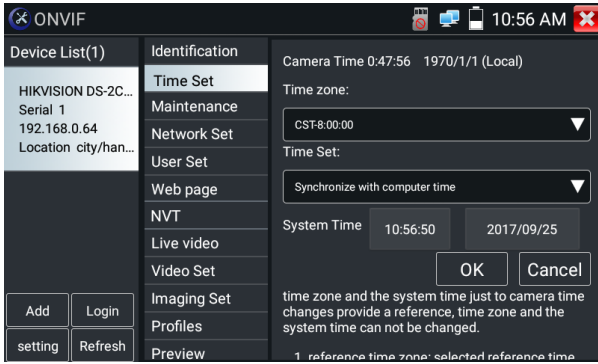 ONVIF
10:56 AM
Device List(1)
HIKVISION DS-2C...
Serial 1
192.168.0.64
Location city/han...
Add
Login
setting
Refresh
Identification
Time Set
Maintenance
Network Set
User Set
Web page
NVT
Live video
Video Set
Imaging Set
Profiles
Preview
Camera Time 0:47:56 1970/1/1 (Local)
Time zone:
CST-8:00:00
Time Set:
Synchronize with computer time
System Time
10:56:50
2017/09/25
OK
Cancel
time zone and the system time just to camera time
changes provide a reference, time zone and the
system time can not be changed.
1. reference time zone: selected reference time